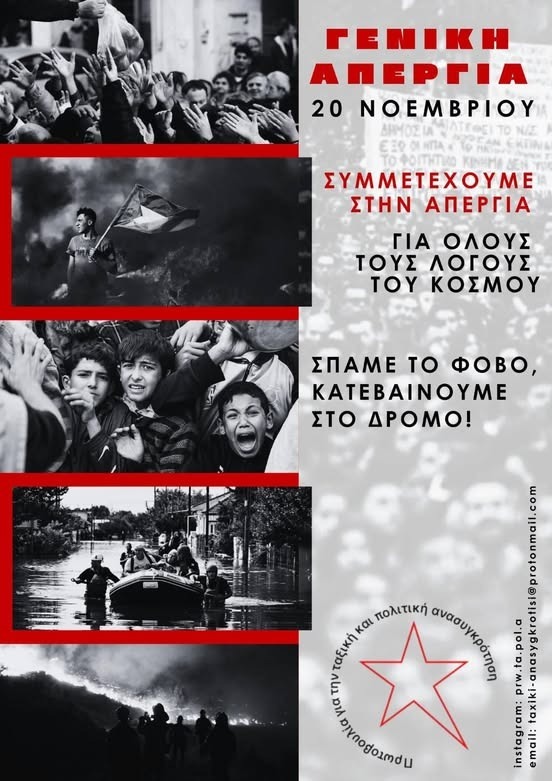 ΓΕΝΙΚΗ
ΑΠΕΡΓΙΑ
20 ΝΟΕΜΒΡΙΟΥ
ΣΥΜΜΕΤΕΧΟΥΜΕ
ΣΤΗΝ ΑΠΕΡΓΙΑ
ΓΙΑ ΟΛΟΥΣ
ΤΟΥΣ ΛΟΓΟΥΣ
ΤΟΥ ΚΟΣΜΟΥ
ΣΠΑΜΕ ΤΟ ΦΟΒΟ,
ΚΑΤΕΒΑΙΝΟΥΜΕ
ΣΤΟ ΔΡΟΜΟ!
Πρωτοβουλία για την ταξική και πολιτική ανασυγκρότηση
instagram: prw.ta.pol.a
email: taxiki-anasygkrotisi@protonmail.com